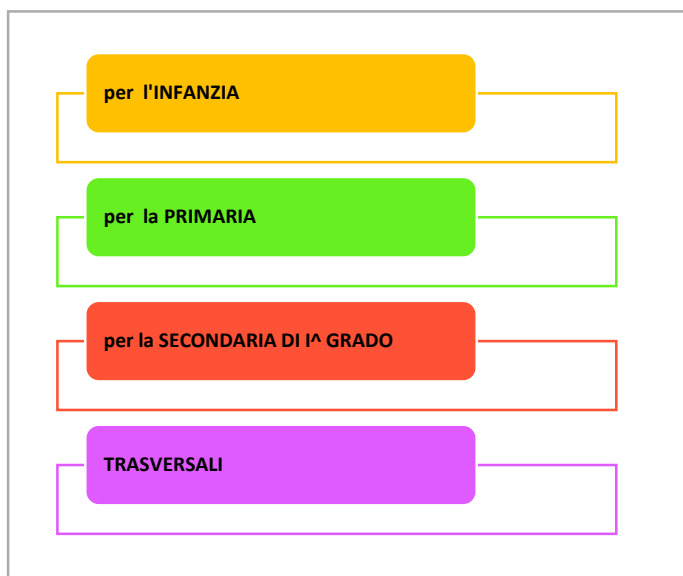 per l'INFANZIA
per la PRIMARIA
per la SECONDARIA DI I^ GRADO
TRASVERSALI